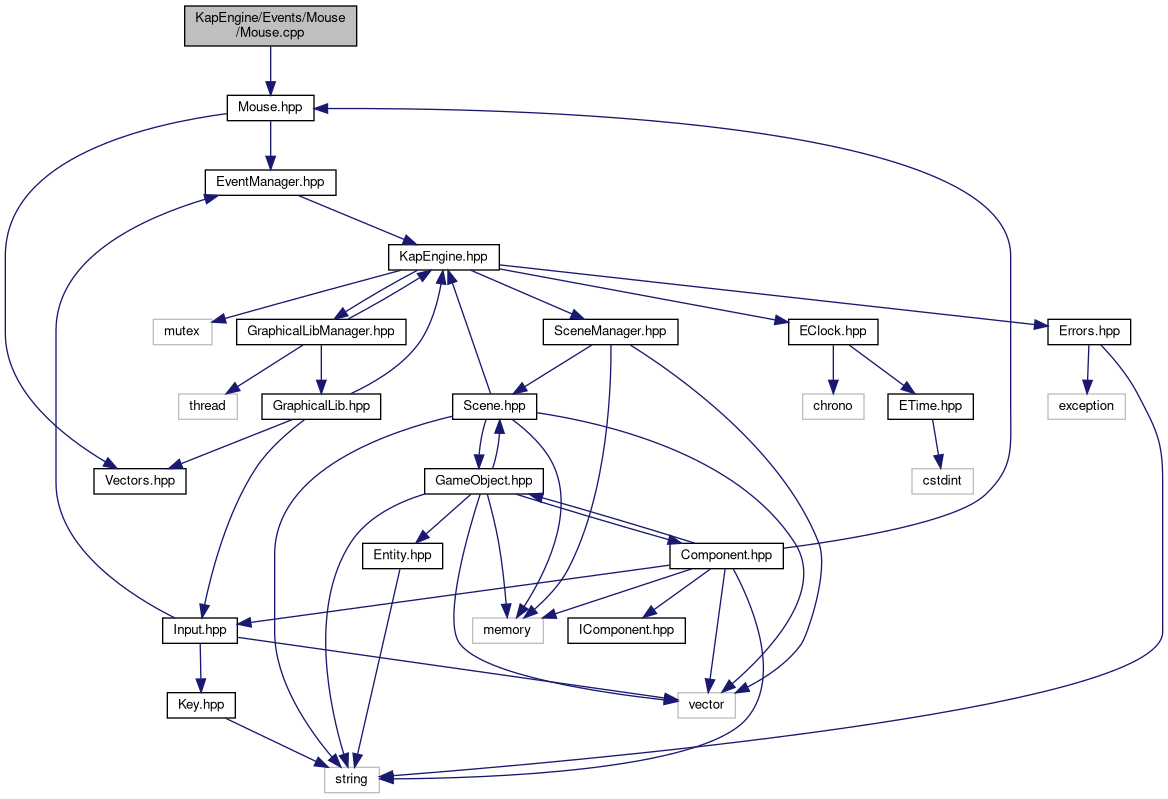 KapEngine/Events/Mouse
/Mouse.cpp
Mouse.hpp
EventManager.hpp
KapEngine.hpp
mutex
GraphicalLibManager.hpp
SceneManager.hpp
EClock.hpp
Errors.hpp
thread
GraphicalLib.hpp
Scene.hpp
chrono
ETime.hpp
exception
Vectors.hpp
GameObject.hpp
cstdint
Entity.hpp
Component.hpp
Input.hpp
memory
IComponent.hpp
Key.hpp
vector
string